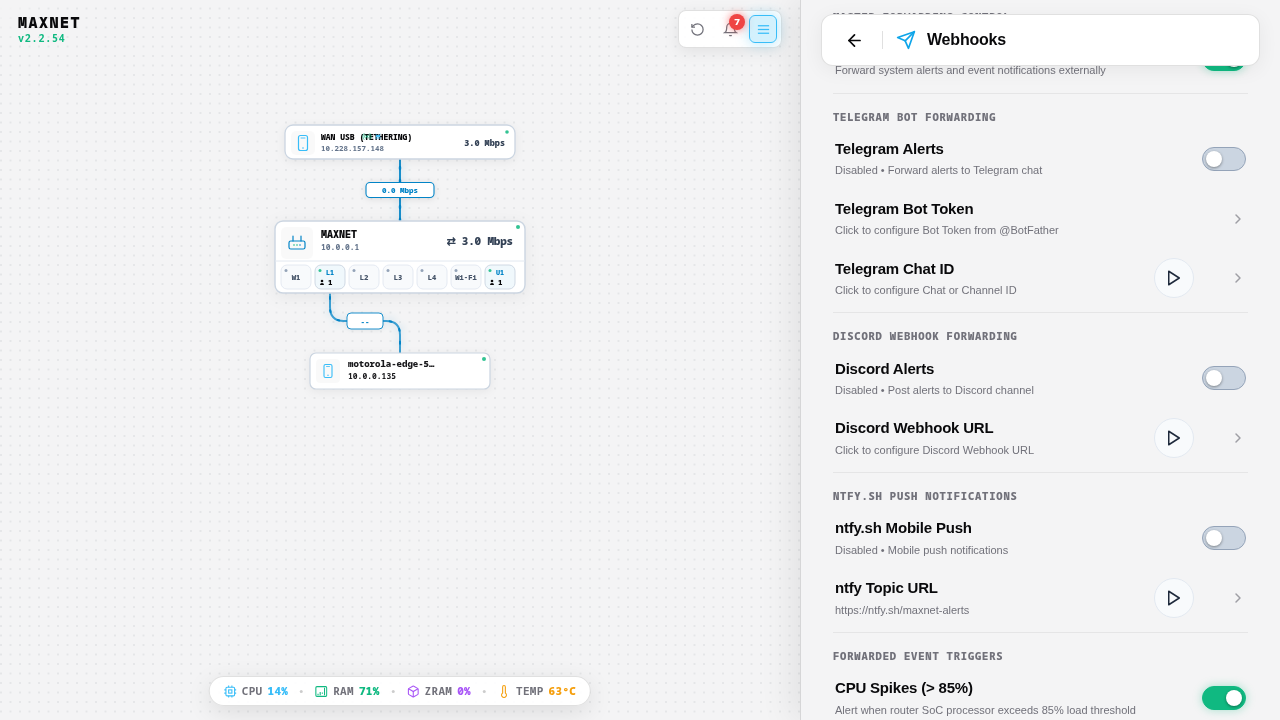 MAXNET
v2.2.54
7
WAN USB (TETHERING)
10.228.157.148
3.0 Mbps
0.0 Mbps
MAXNET
10.0.0.1
⇄ 3.0 Mbps
W1
L1
1
L2
L3
L4
Wi-Fi
U1
1
--
motorola-edge-5…
10.0.0.135
CPU 14% • RAM 71% • ZRAM 0% • TEMP 63°C
Webhooks
Forward system alerts and event notifications externally
TELEGRAM BOT FORWARDING
Telegram Alerts
Disabled • Forward alerts to Telegram chat
Telegram Bot Token
Click to configure Bot Token from @BotFather
Telegram Chat ID
Click to configure Chat or Channel ID
DISCORD WEBHOOK FORWARDING
Discord Alerts
Disabled • Post alerts to Discord channel
Discord Webhook URL
Click to configure Discord Webhook URL
NTFY.SH PUSH NOTIFICATIONS
ntfy.sh Mobile Push
Disabled • Mobile push notifications
ntfy Topic URL
https://ntfy.sh/maxnet-alerts
FORWARDED EVENT TRIGGERS
CPU Spikes (> 85%)
Alert when router SoC processor exceeds 85% load threshold